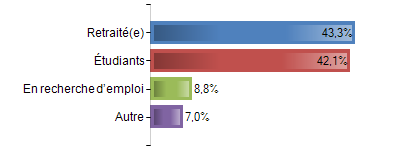 Retraité(e) 43,3%
Étudiants 42,1%
En recherche d'emploi 8,8%
Autre 7,0%